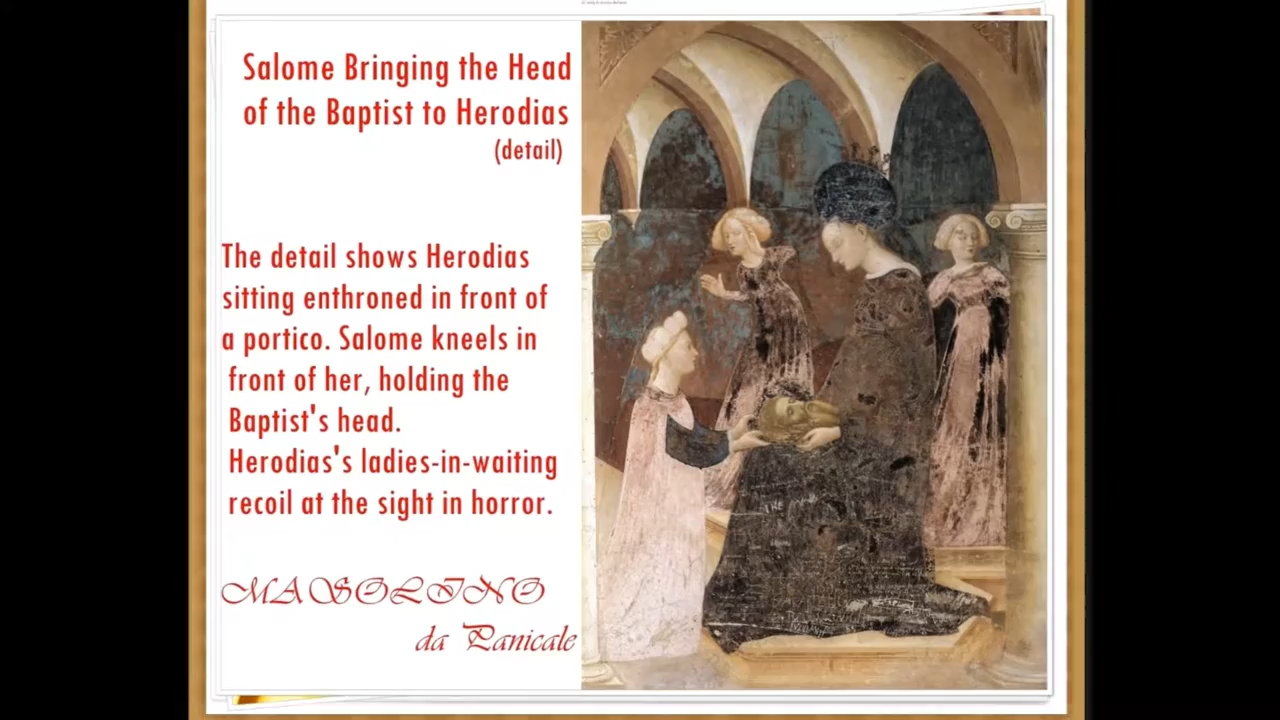 Salome Bringing the Head
of the Baptist to Herodias
(detail)
The detail shows Herodias
sitting enthroned in front of
a portico. Salome kneels in
front of her, holding the
Baptist's head.
Herodias's ladies-in-waiting
recoil at the sight in horror.
MASOLINO
da Panicale